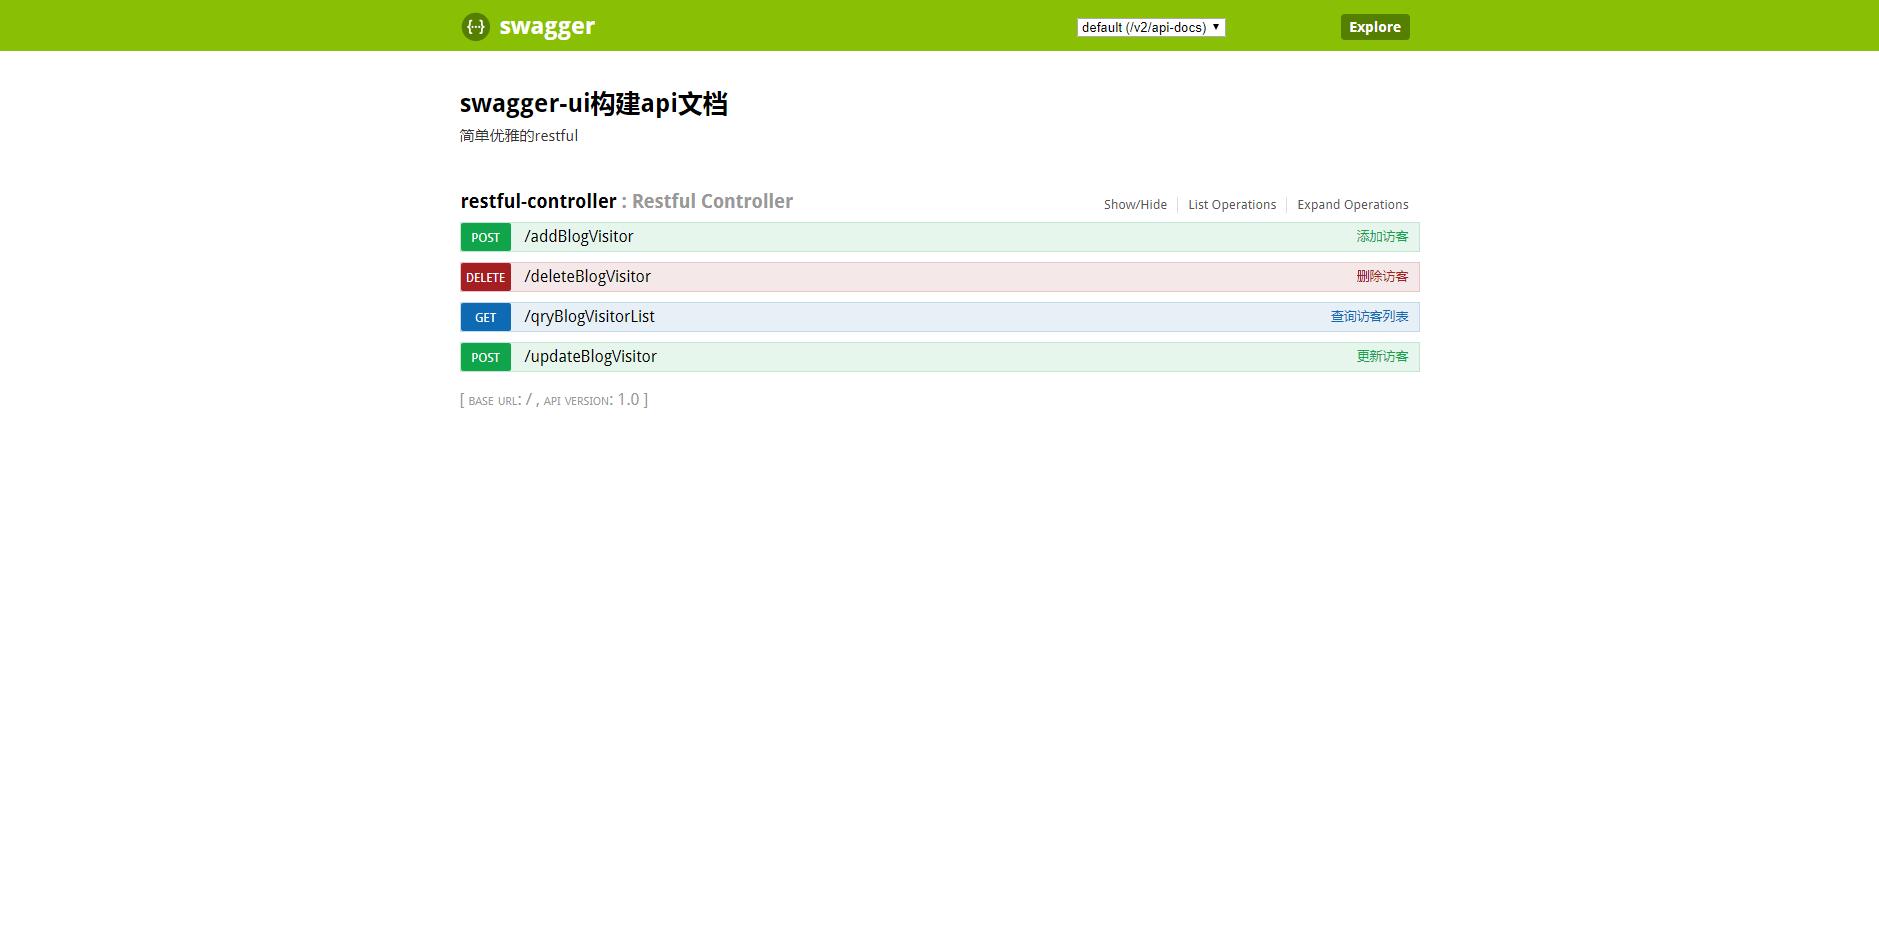 {···} swagger default (/v2/api-docs) ▼ Explore
swagger-ui构建api文档
简单优雅的restful
restful-controller : Restful Controller Show/Hide List Operations Expand Operations
POST /addBlogVisitor 添加访客
DELETE /deleteBlogVisitor 删除访客
GET /qryBlogVisitorList 查询访客列表
POST /updateBlogVisitor 更新访客
[ BASE URL: / , API VERSION: 1.0 ]